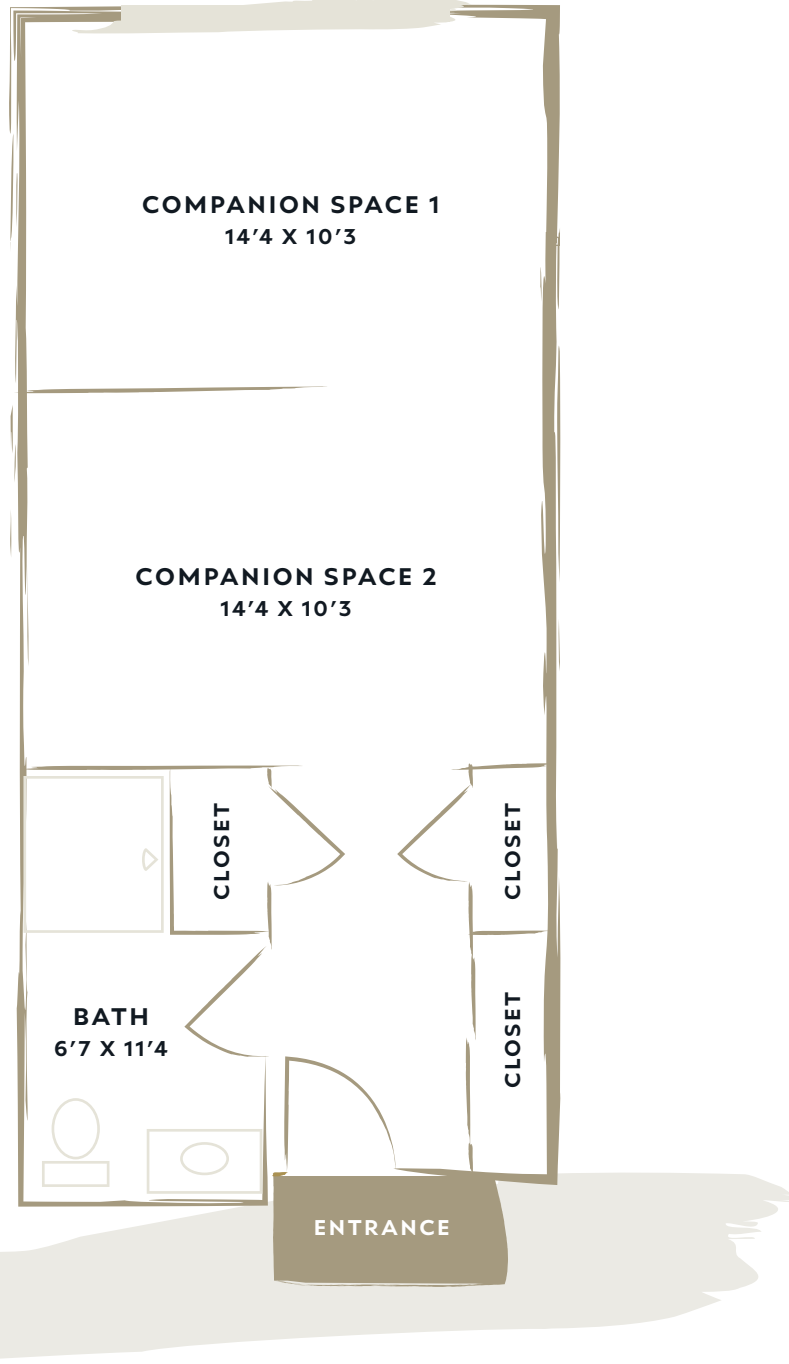 COMPANION SPACE 1
14’4 X 10’3
COMPANION SPACE 2
14’4 X 10’3
CLOSET
CLOSET
BATH
6’7 X 11’4
CLOSET
ENTRANCE